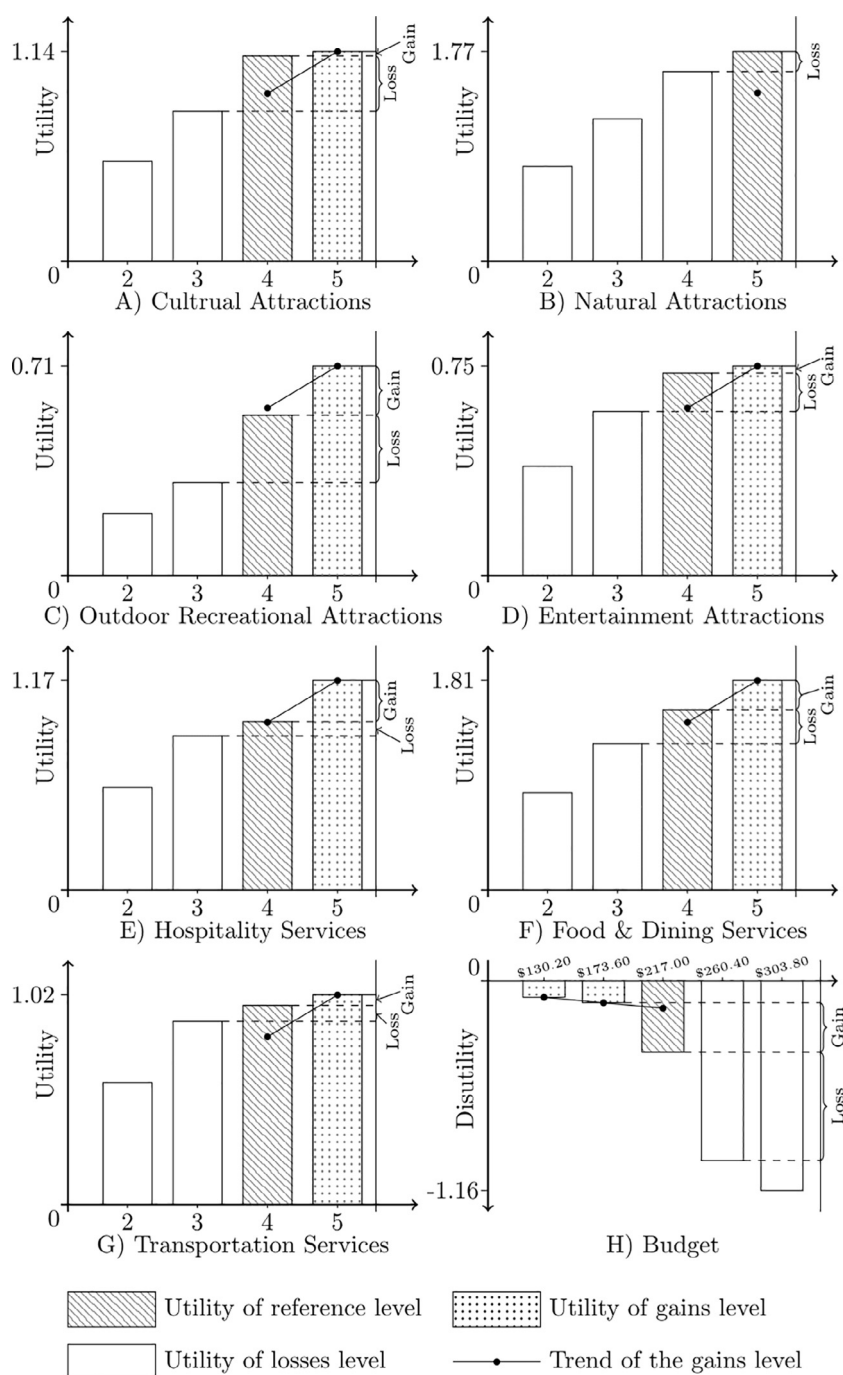 1.14
Utility
0
2 3 4 5
Gain
Loss
A) Cultrual Attractions
1.77
Utility
0
2 3 4 5
Loss
B) Natural Attractions
0.71
Utility
0
2 3 4 5
Gain
Loss
C) Outdoor Recreational Attractions
0.75
Utility
0
2 3 4 5
Gain
Loss
D) Entertainment Attractions
1.17
Utility
0
2 3 4 5
Gain
Loss
E) Hospitality Services
1.81
Utility
0
2 3 4 5
Gain
Loss
F) Food & Dining Services
1.02
Utility
0
2 3 4 5
Gain
Loss
G) Transportation Services
0
$130.20 $173.60 $217.00 $260.40 $303.80
Disutility
-1.16
Gain
Loss
H) Budget
Utility of reference level
Utility of gains level
Utility of losses level
Trend of the gains level